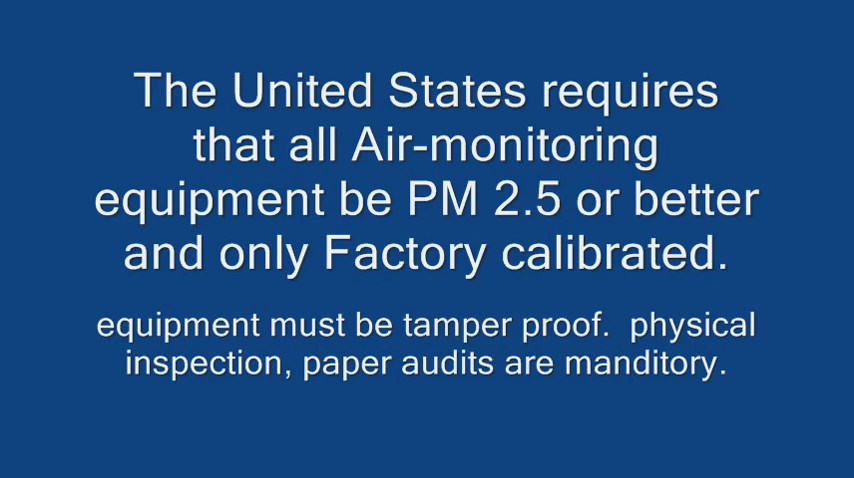 The United States requires
that all Air-monitoring
equipment be PM 2.5 or better
and only Factory calibrated.
equipment must be tamper proof.  physical
inspection, paper audits are manditory.